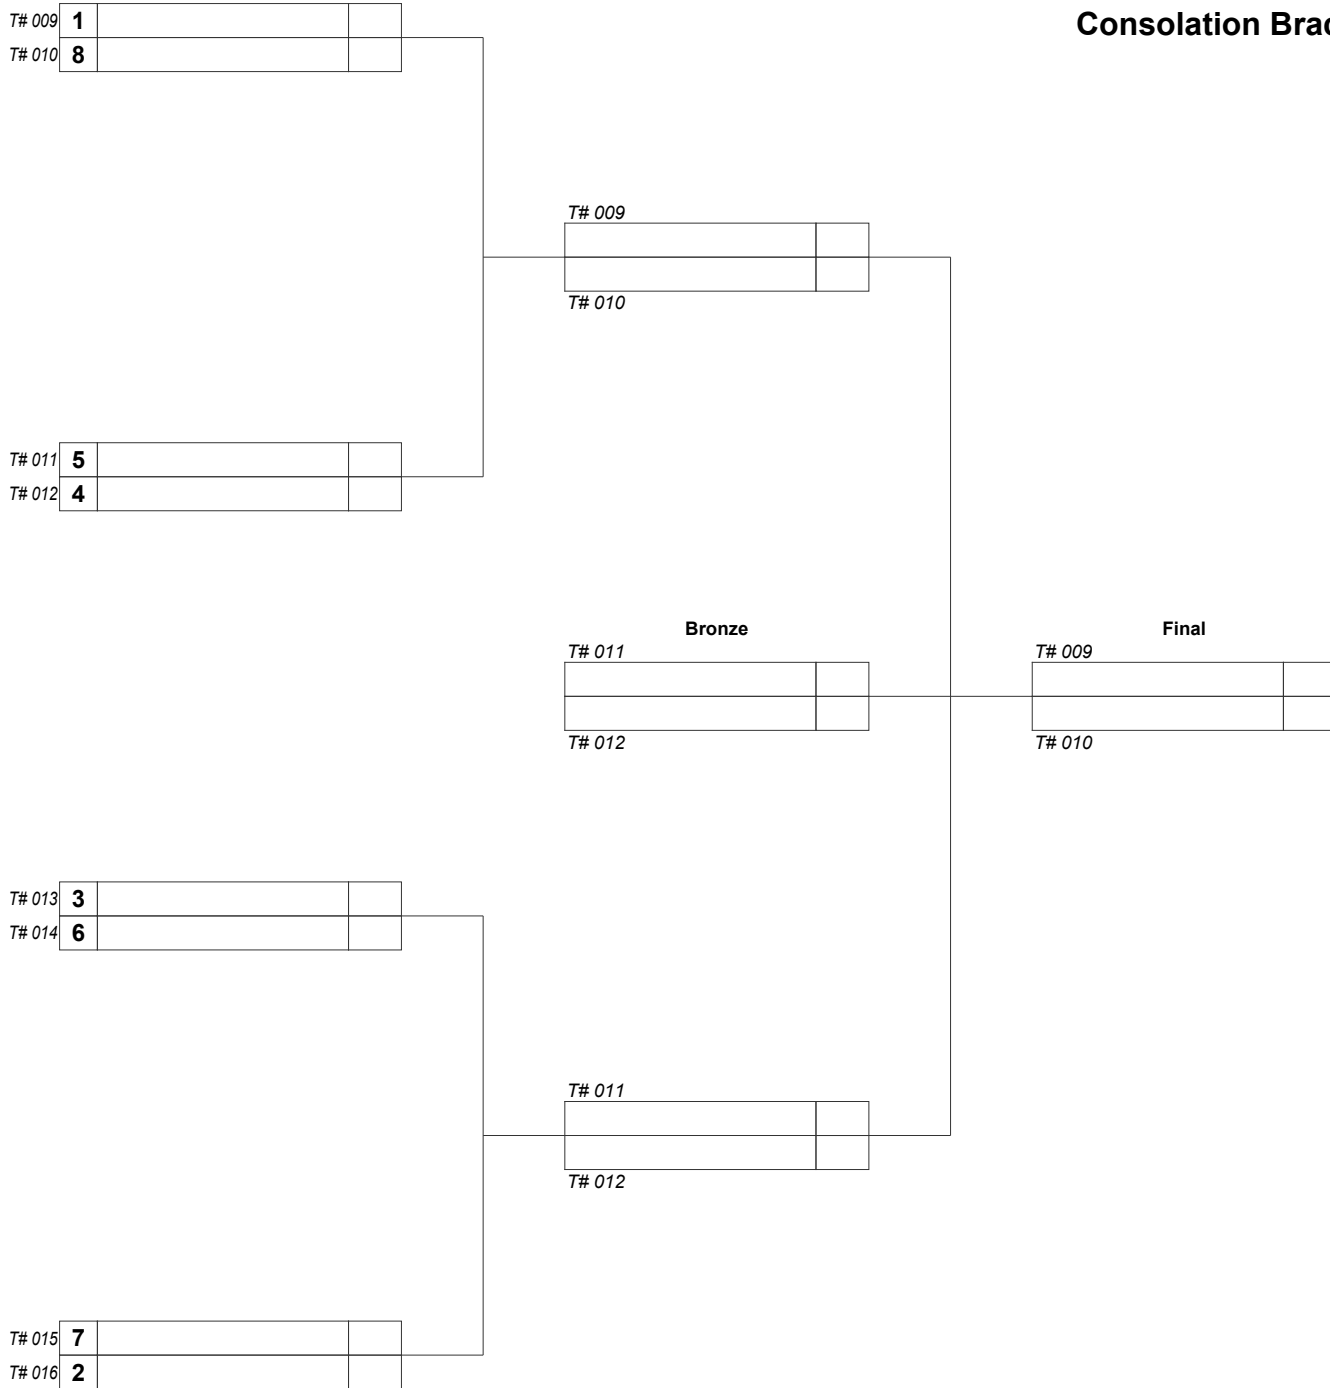 T# 009 1
Consolation Brac
T# 010 8
T# 009
T# 010
T# 011 5
T# 012 4
Bronze
Final
T# 011
T# 009
T# 012
T# 010
T# 013 3
T# 014 6
T# 011
T# 012
T# 015 7
T# 016 2